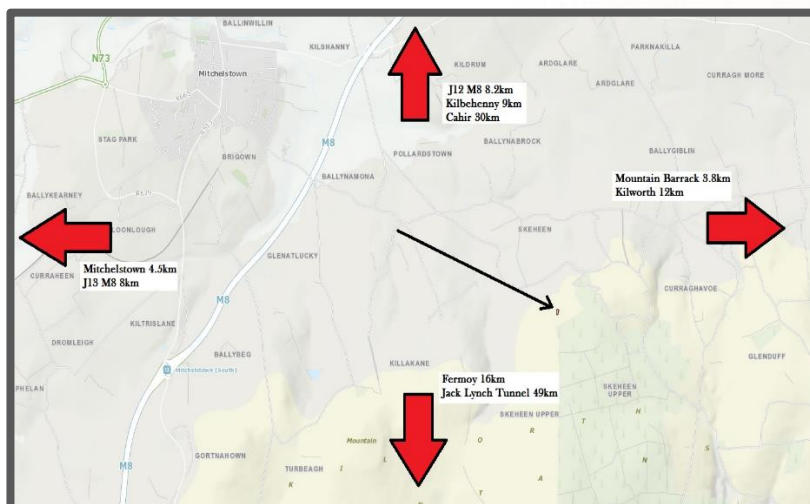 BALLINWILLIN
KILSHANNY
PARKNAKILLA
N73
Mitchelstown
KILDRUM
ARDGLARE
CURRAGH MORE
ARDGLARE
J12 M8 8.2km
Kilbehenny 9km
Cahir 30km
STAG PARK
M8
BRIGOWN
POLLARDSTOWN
BALLYNABROCK
BALLYGIBLIN
BALLYNAMONA
Mountain Barrack 3.8km
Kilworth 12km
BALLYKEARNEY
LOONLOUGH
SKEHEEN
GLENATLUCKY
Mitchelstown 4.5km
J13 M8 8km
CURRAHEEN
CURRAGHAVOE
M8
KILTRISLANE
DROMLEIGH
BALLYBEG
GLENDUFF
Mitchelstown (South)
KILLAKANE
PHELAN
Fermoy 16km
Jack Lynch Tunnel 49km
SKEHEEN
UPPER
SKEHEEN UPPER
Mountain
GORTNAHOWN
TURBEAGH
M8